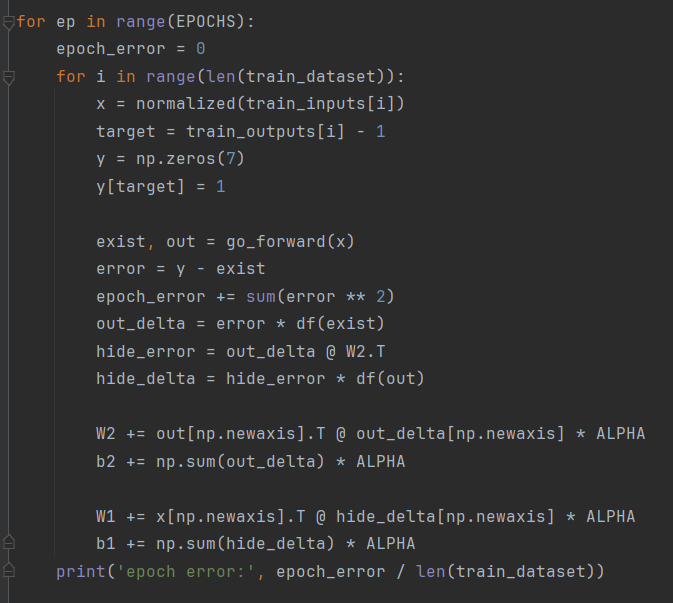 for ep in range(EPOCHS):
    epoch_error = 0
    for i in range(len(train_dataset)):
        x = normalized(train_inputs[i])
        target = train_outputs[i] - 1
        y = np.zeros(7)
        y[target] = 1

        exist, out = go_forward(x)
        error = y - exist
        epoch_error += sum(error ** 2)
        out_delta = error * df(exist)
        hide_error = out_delta @ W2.T
        hide_delta = hide_error * df(out)

        W2 += out[np.newaxis].T @ out_delta[np.newaxis] * ALPHA
        b2 += np.sum(out_delta) * ALPHA

        W1 += x[np.newaxis].T @ hide_delta[np.newaxis] * ALPHA
        b1 += np.sum(hide_delta) * ALPHA
    print('epoch error:', epoch_error / len(train_dataset))